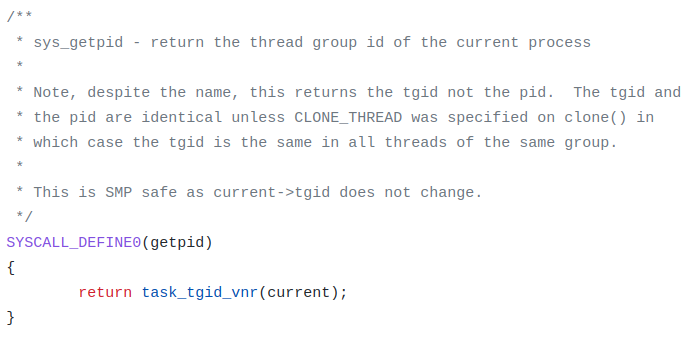 /**
 * sys_getpid - return the thread group id of the current process
 *
 * Note, despite the name, this returns the tgid not the pid.  The tgid and
 * the pid are identical unless CLONE_THREAD was specified on clone() in
 * which case the tgid is the same in all threads of the same group.
 *
 * This is SMP safe as current->tgid does not change.
 */
SYSCALL_DEFINE0(getpid)
{
        return task_tgid_vnr(current);
}